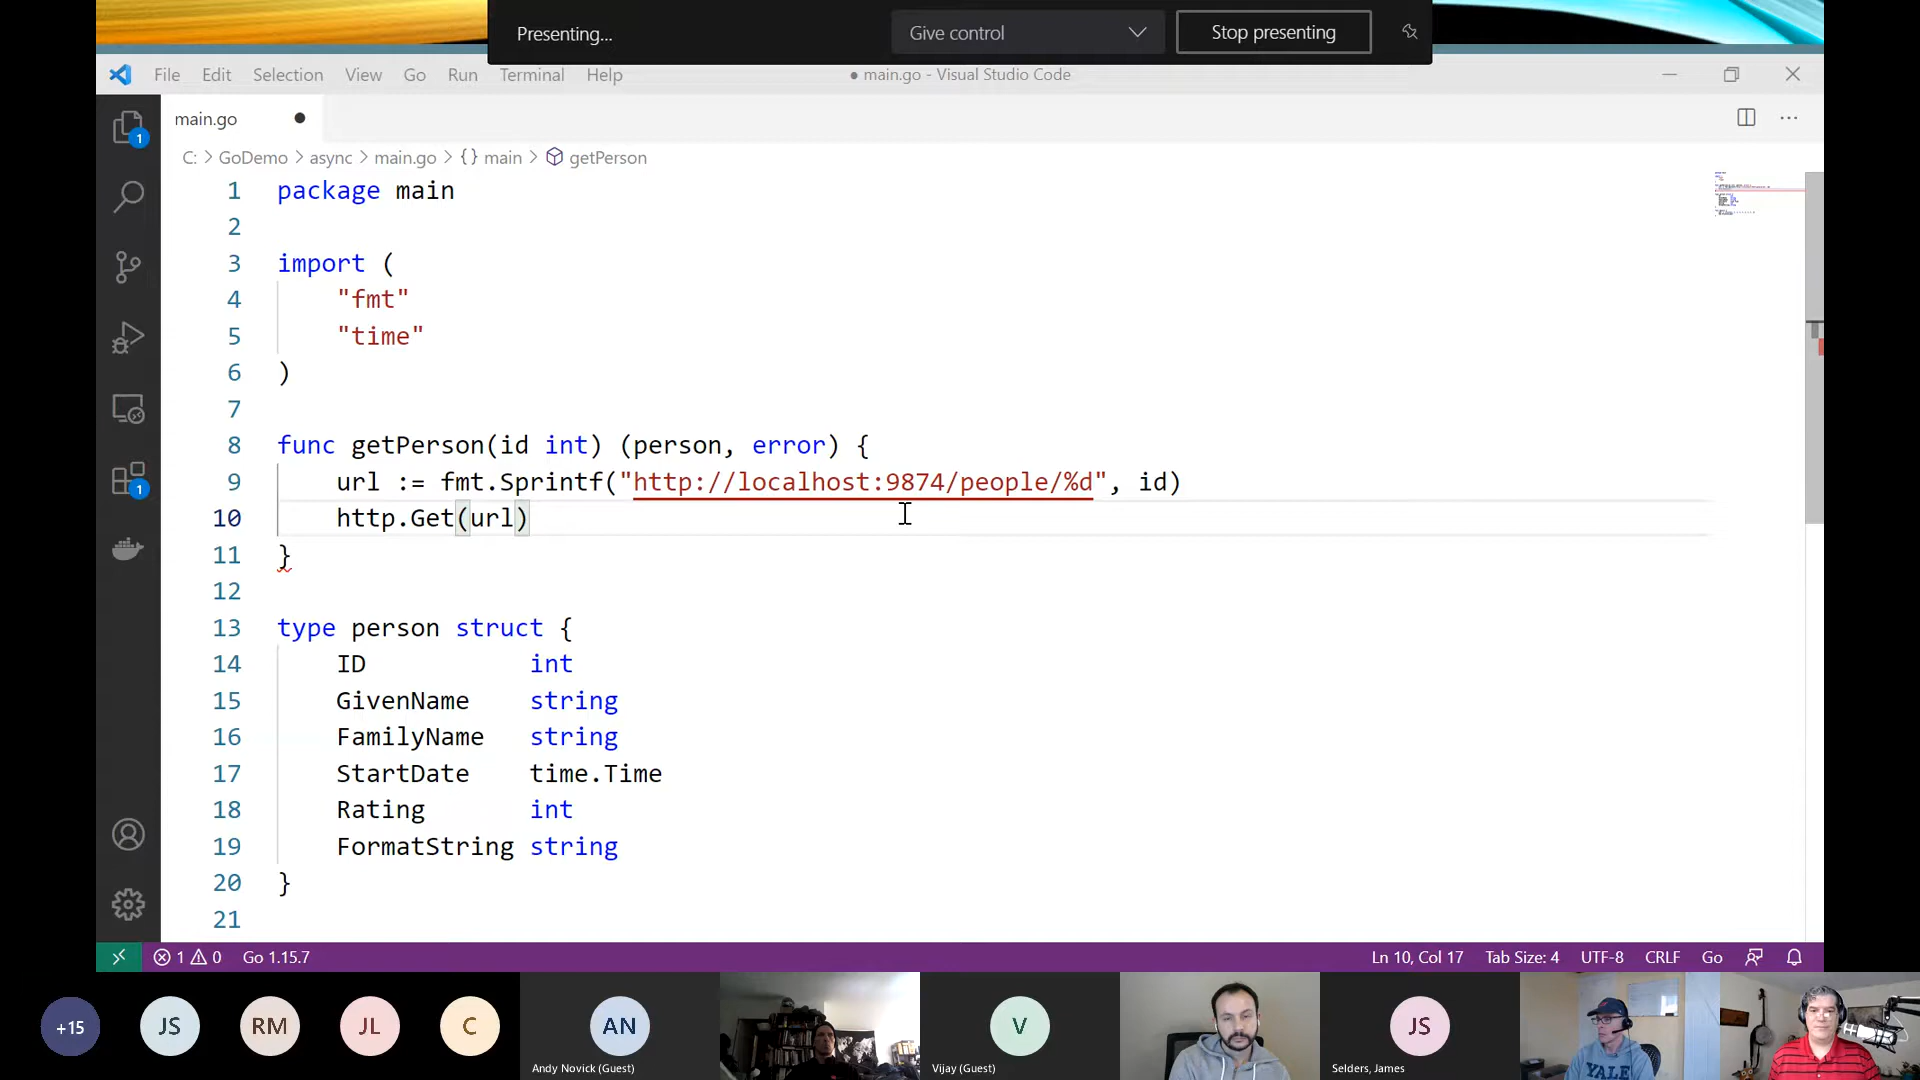 Presenting...
Give control
Stop presenting
File Edit Selection View Go Run Terminal Help
● main.go - Visual Studio Code
main.go
C: > GoDemo > async > main.go > {} main > getPerson
1 package main
2
3 import (
4 "fmt"
5 "time"
6 )
7
8 func getPerson(id int) (person, error) {
9 url := fmt.Sprintf("http://localhost:9874/people/%d", id)
10 http.Get(url)
11 }
12
13 type person struct {
14 ID int
15 GivenName string
16 FamilyName string
17 StartDate time.Time
18 Rating int
19 FormatString string
20 }
21
1
1
1 0 Go 1.15.7
Ln 10, Col 17 Tab Size: 4 UTF-8 CRLF Go
+15 JS RM JL C AN V JS
Andy Novick (Guest)
Vijay (Guest)
Selders, James
YALE